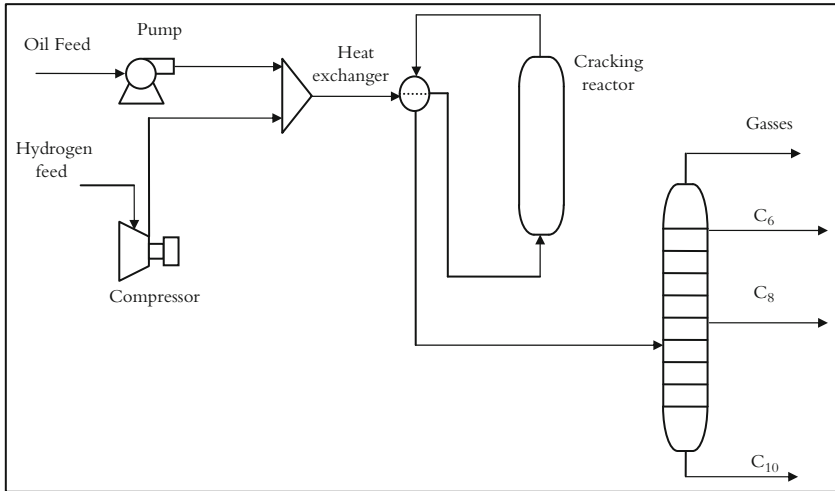 Pump
Oil Feed
Heat
exchanger
Cracking
reactor
Gasses
Hydrogen
feed
C₆
Compressor
C₈
C₁₀